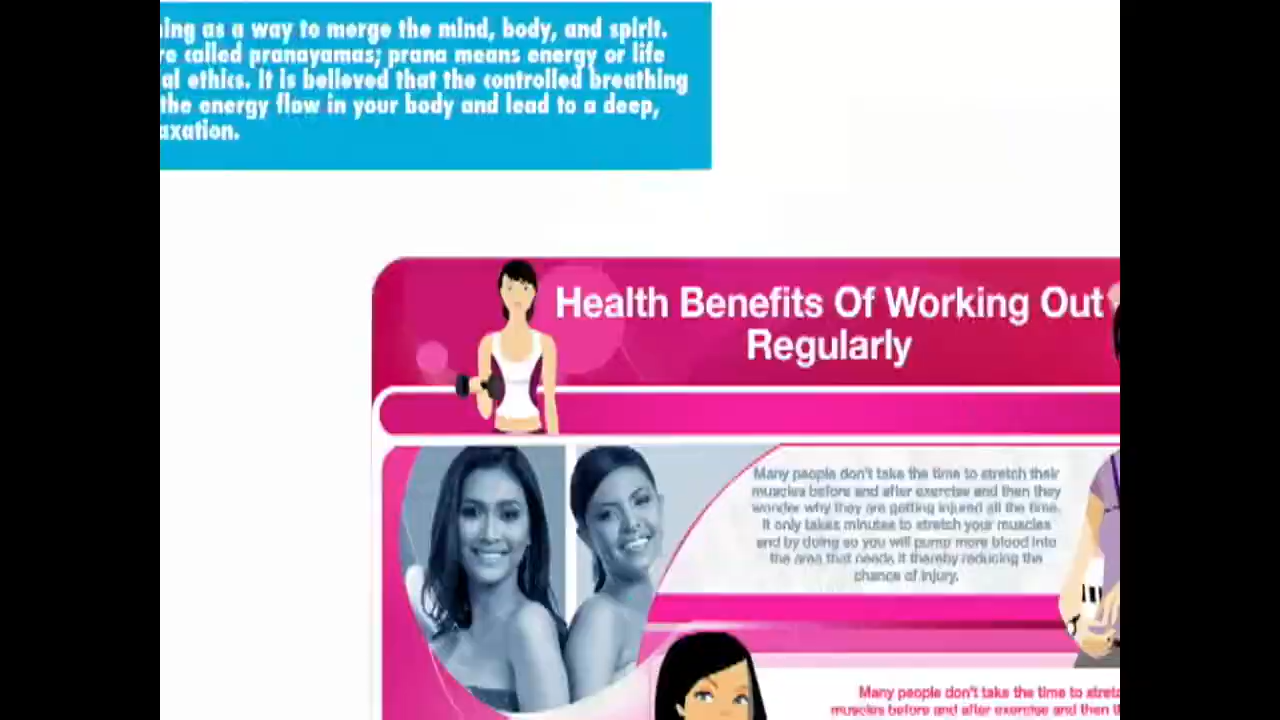 ing as a way to merge the mind, body, and spirit.
re called pranayamas; prana means energy or life
al ethics. It is believed that the controlled breathing
the energy flow in your body and lead to a deep,
axation.
Health Benefits Of Working Out
Regularly
Many people don't take the time to stretch their
muscles before and after exercise and then they
wonder why they are getting injured all the time.
It only takes minutes to stretch your muscles
and by doing so you will pump more blood into
the area that needs it thereby reducing the
chance of injury.
Many people don't take the time to stretc
muscles before and after exercise and then t